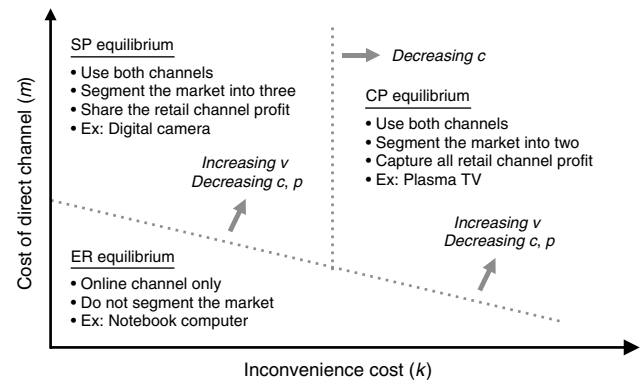 Cost of direct channel (m)
SP equilibrium
• Use both channels
• Segment the market into three
• Share the retail channel profit
• Ex: Digital camera
Decreasing c
CP equilibrium
• Use both channels
• Segment the market into two
• Capture all retail channel profit
• Ex: Plasma TV
Increasing v
Decreasing c, p
Increasing v
Decreasing c, p
ER equilibrium
• Online channel only
• Do not segment the market
• Ex: Notebook computer
Inconvenience cost (k)